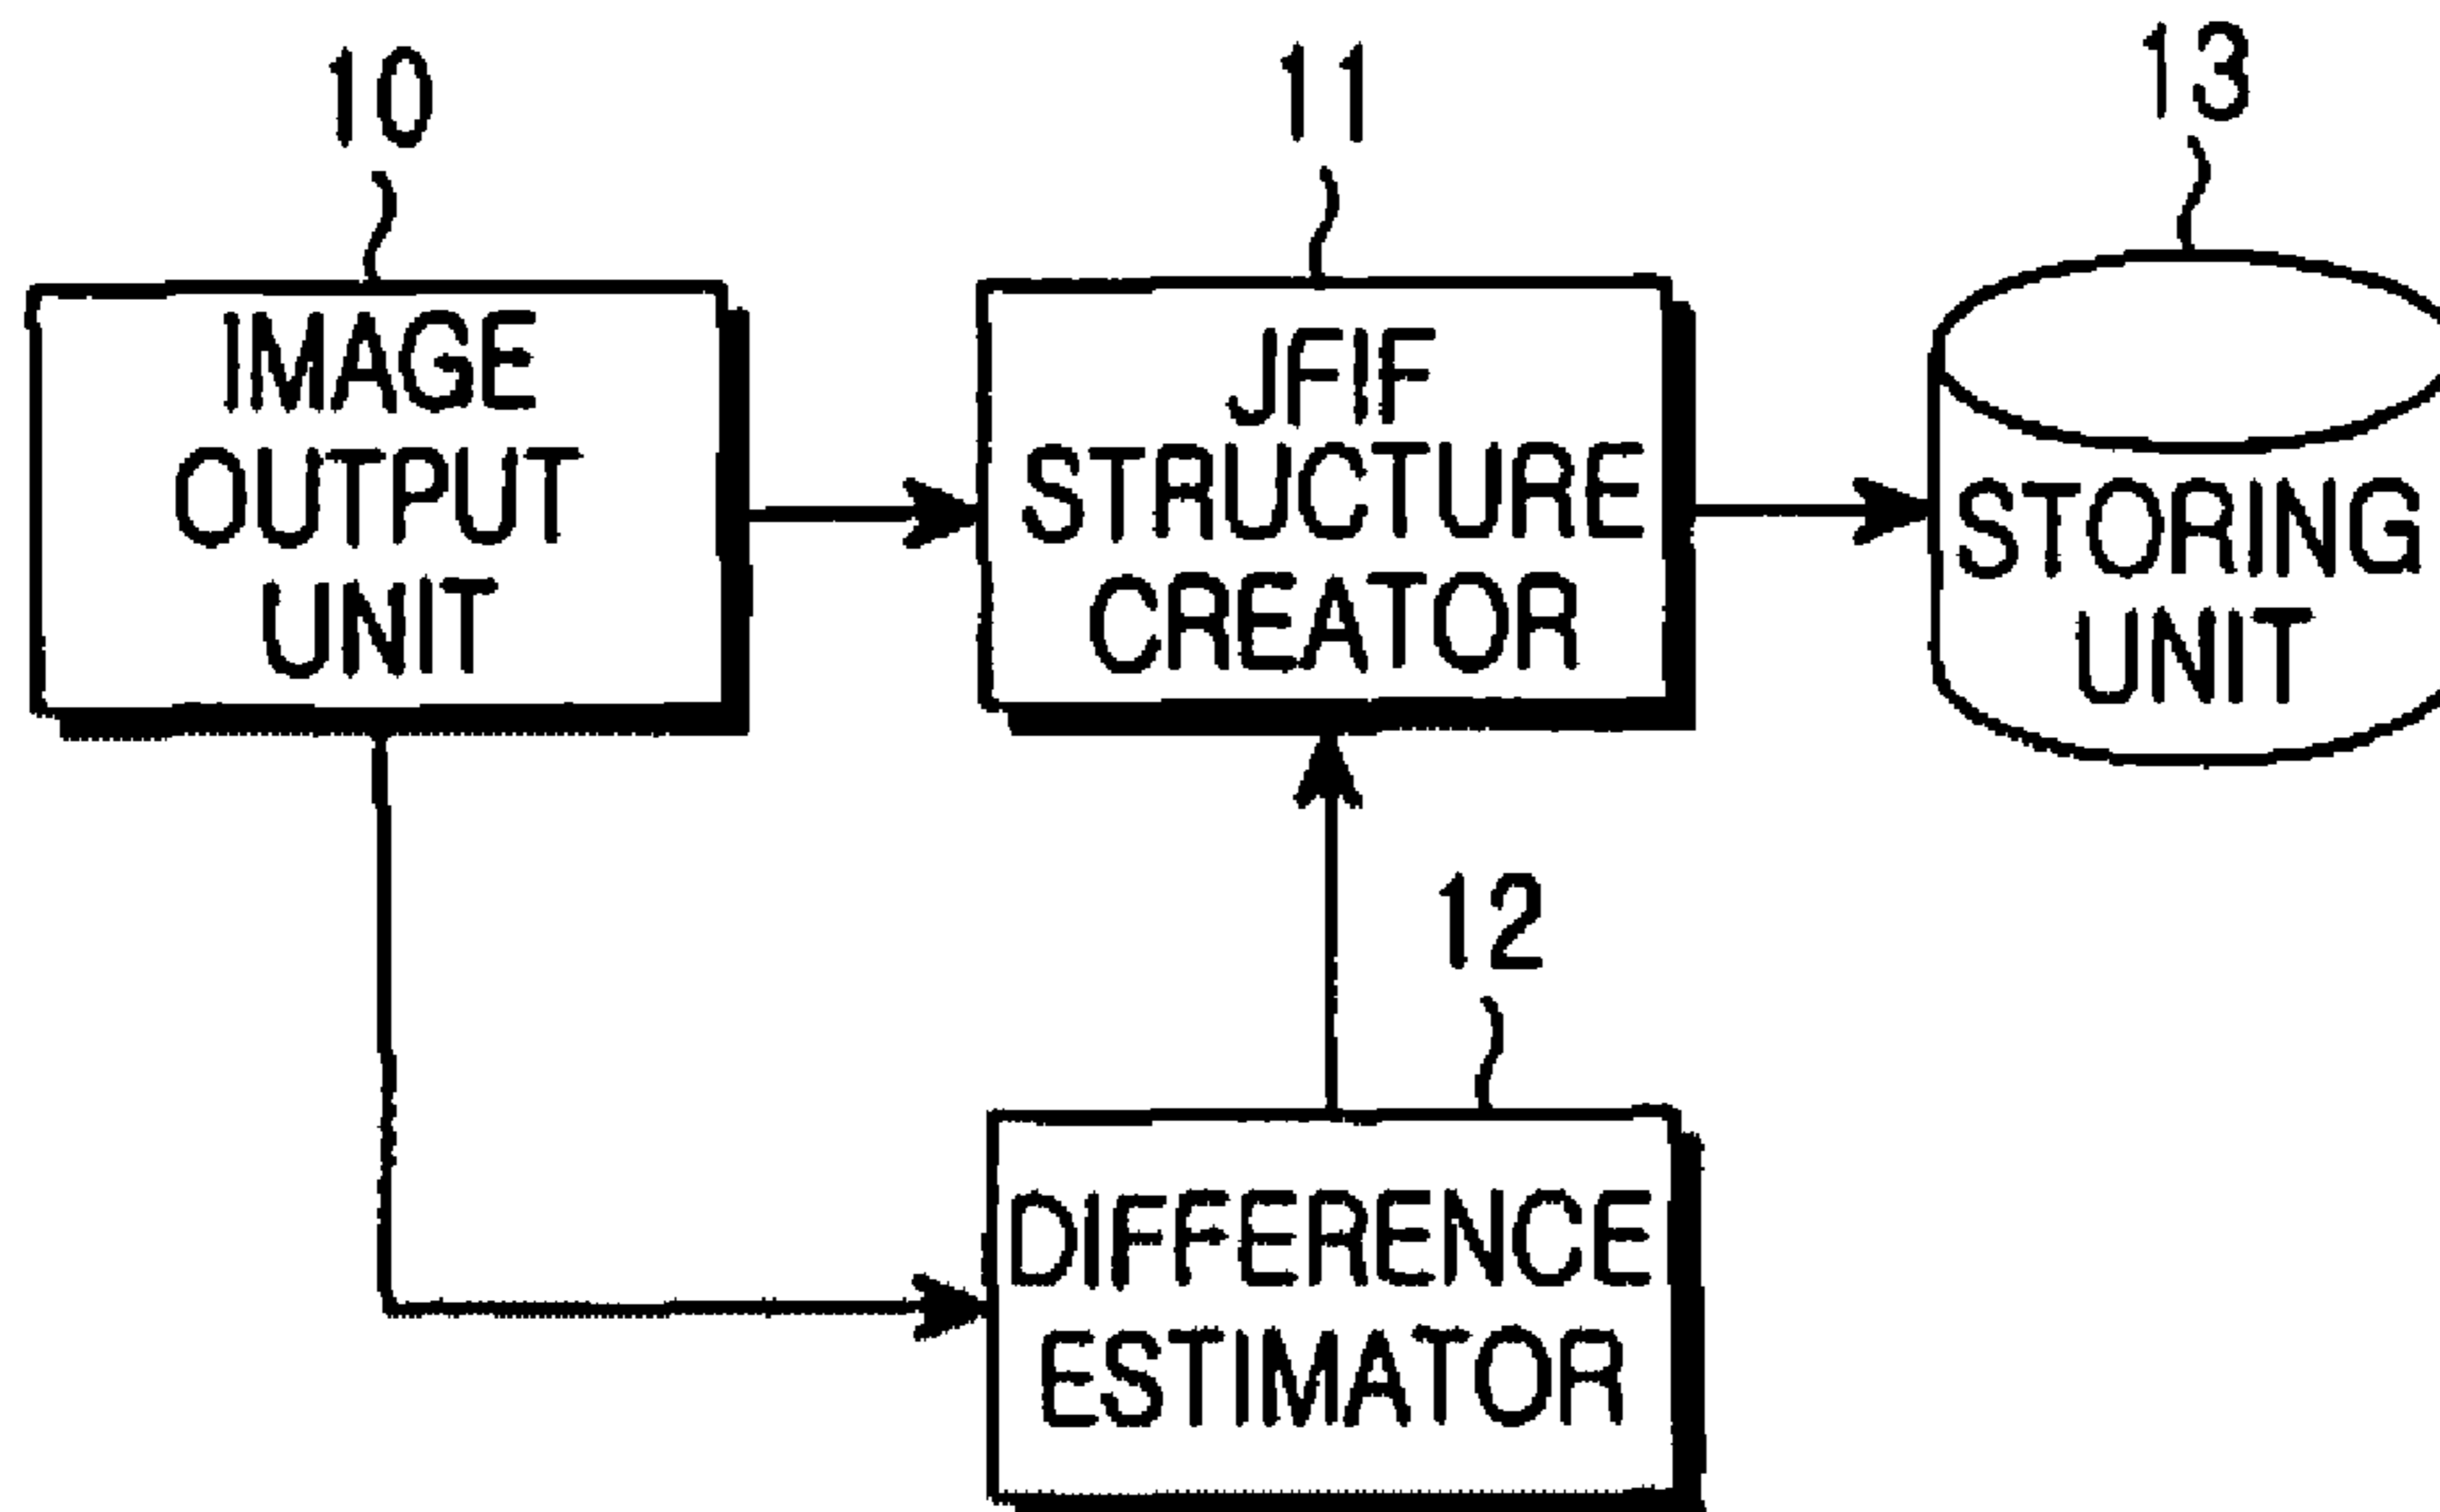 10
IMAGE
OUTPUT
UNIT
11
JFIF
STRUCTURE
CREATOR
13
STORING
UNIT
12
DIFFERENCE
ESTIMATOR